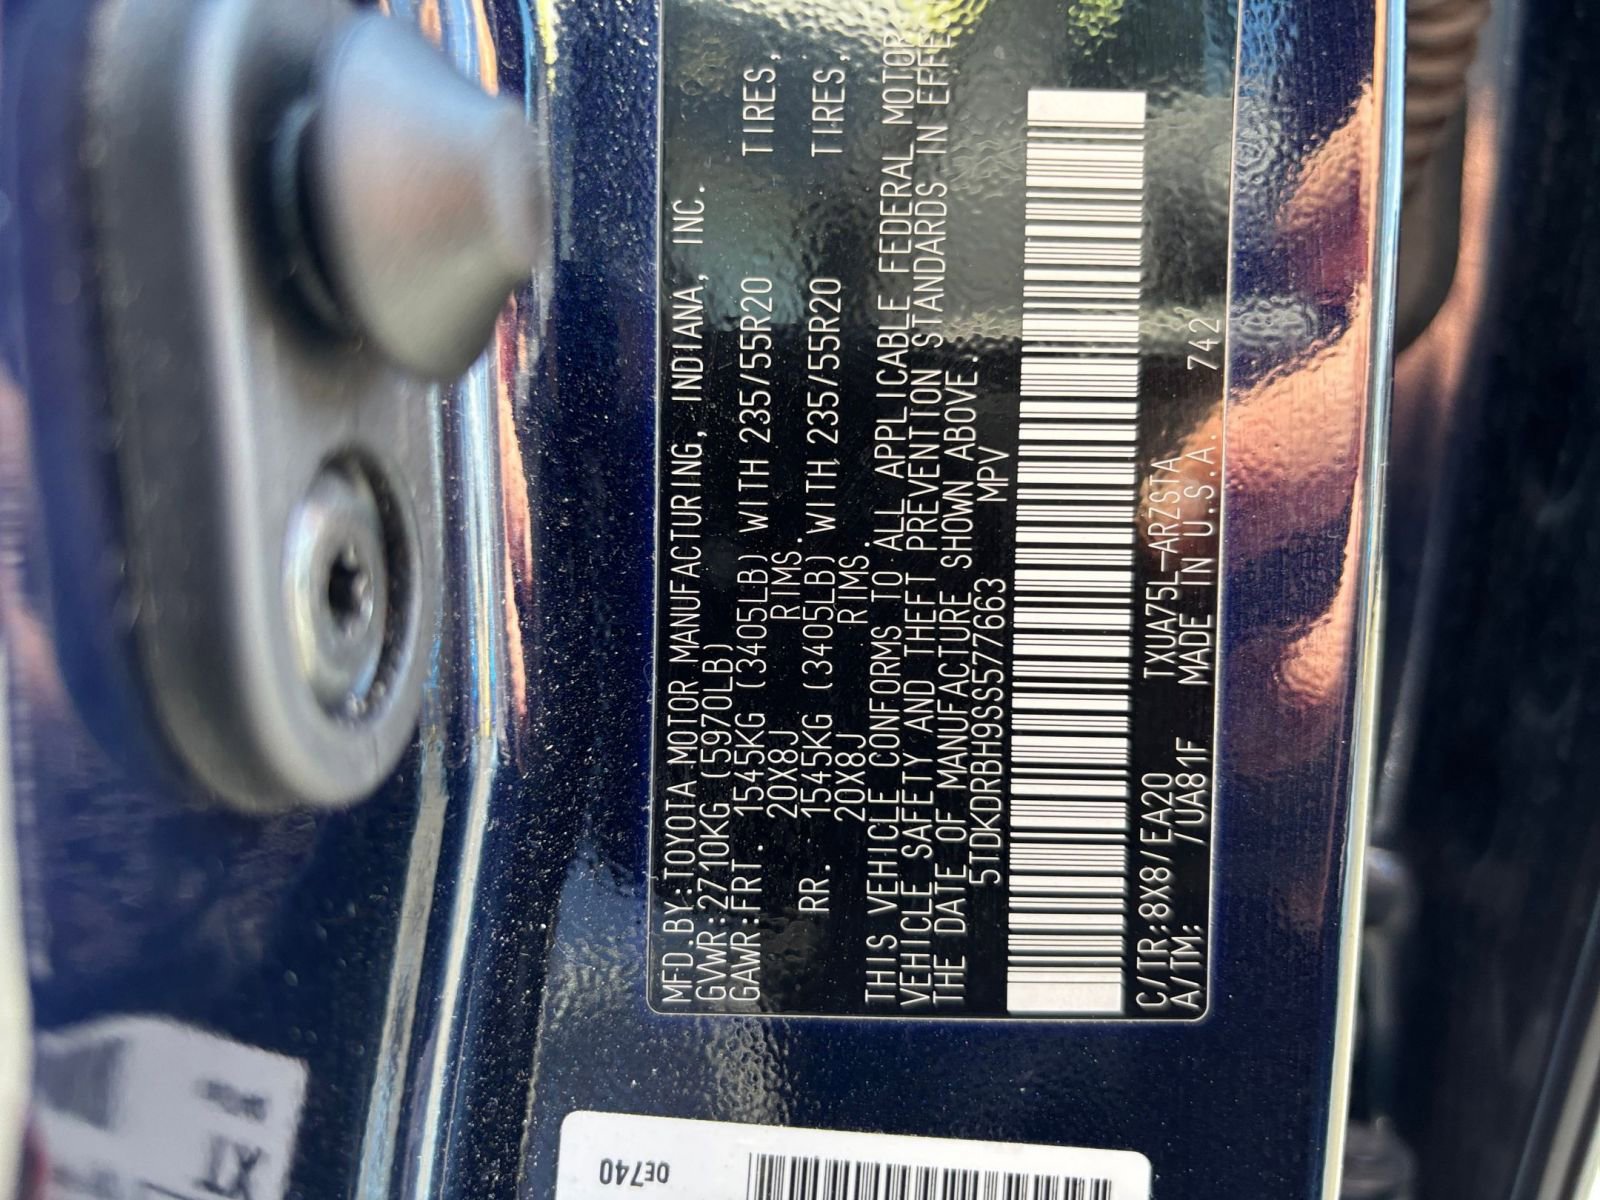 MFD.BY:TOYOTA MOTOR MANUFACTURING, INDIANA, INC.
GVWR:2710KG(5970LB)
GAWR:FRT. 1545KG (3405LB) WITH 235/55R20 TIRES,
20X8J RIMS.
RR. 1545KG (3405LB) WITH 235/55R20 TIRES,
20X8J RIMS.
THIS VEHICLE CONFORMS TO ALL APPLICABLE FEDERAL MOTOR
VEHICLE SAFETY AND THEFT PREVENTION STANDARDS IN EFFE
THE DATE OF MANUFACTURE SHOWN ABOVE.
5TDKDRBH9SS577663 MPV
C/TR:8X8/EA20 TXUA75L-ARZSTA
A/TM: /UA81F MADE IN U.S.A. 742
0E740
XT